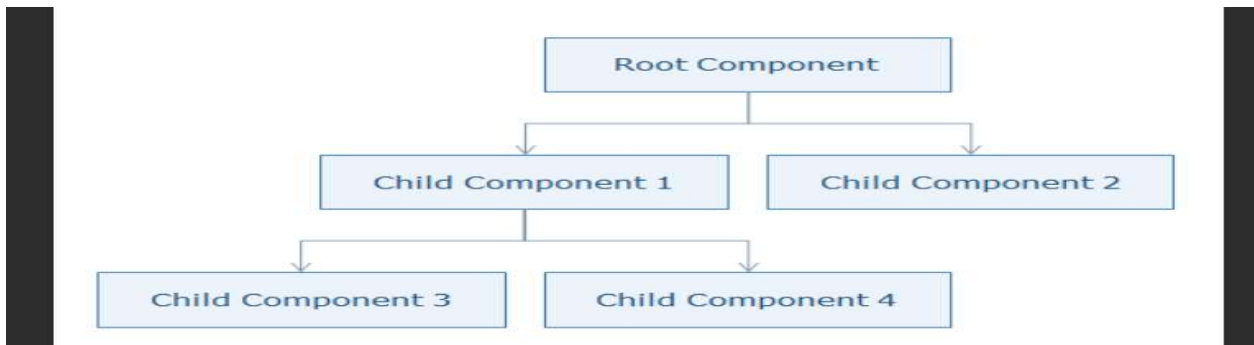 Root Component
Child Component 1
Child Component 2
Child Component 3
Child Component 4